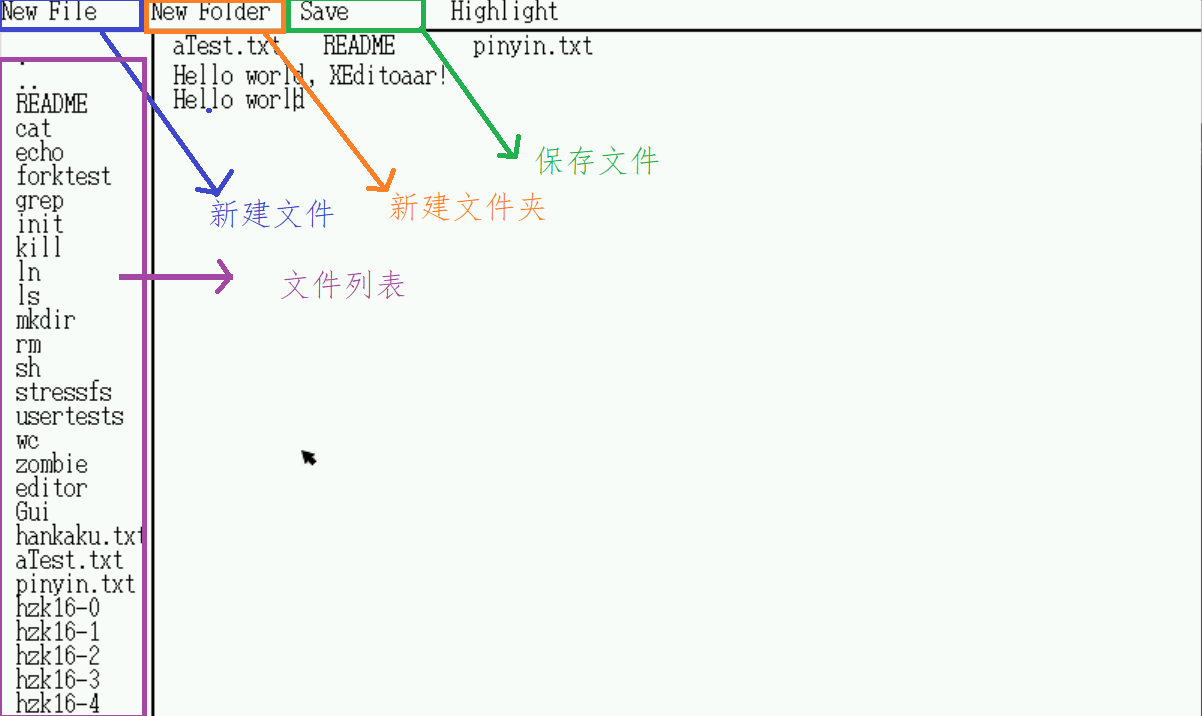 New File New Folder Save Highlight
aTest.txt README pinyin.txt
Hello world, XEditoaar!
Hello world
保存文件
新建文件
新建文件夹
文件列表
.
..
README
cat
echo
forktest
grep
init
kill
ln
ls
mkdir
rm
sh
stressfs
usertests
wc
zombie
editor
Gui
hankaku.txt
aTest.txt
pinyin.txt
hzk16-0
hzk16-1
hzk16-2
hzk16-3
hzk16-4